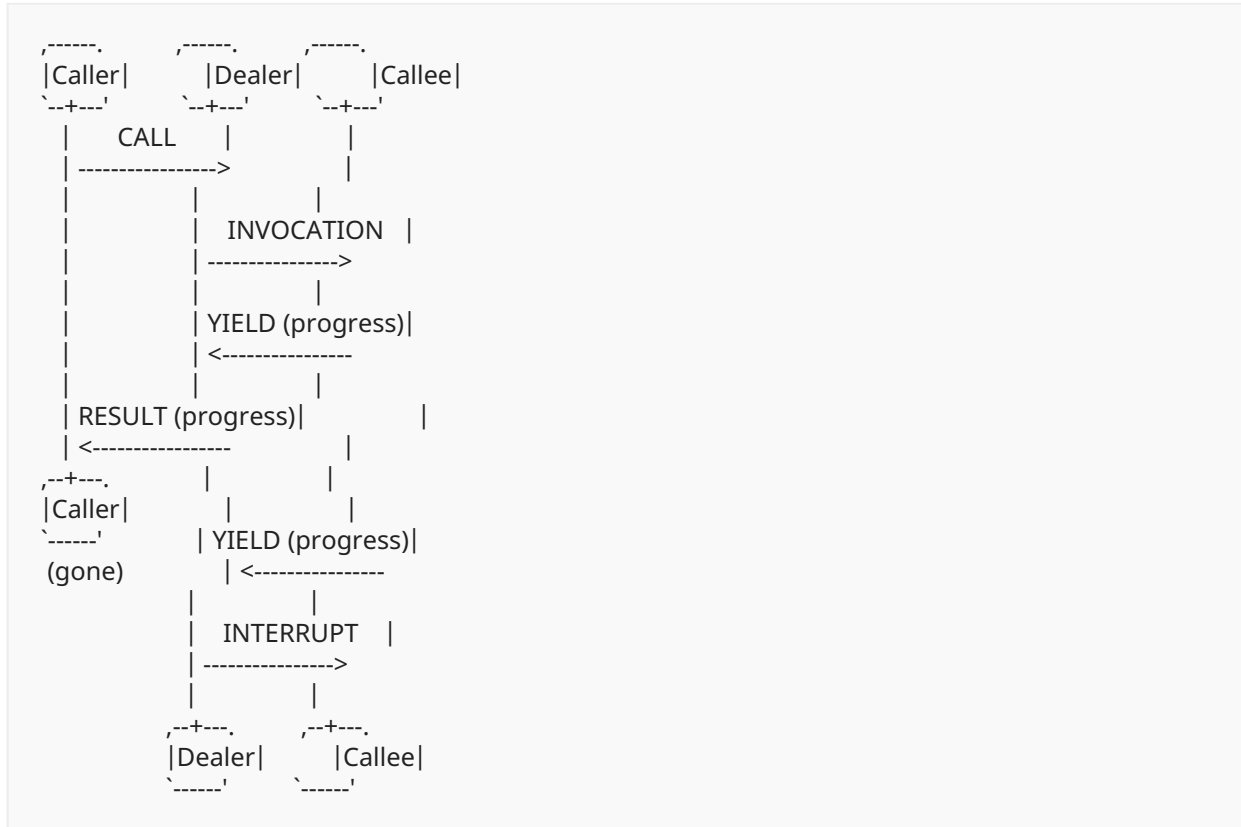 ,------.          ,------.          ,------.
|Caller|          |Dealer|          |Callee|
`--+---'          `--+---'          `--+---'
   |       CALL       |                 |
   | ----------------->                 |
   |                 |                 |
   |                 |    INVOCATION   |
   |                 | ---------------->
   |                 |                 |
   |                 | YIELD (progress)|
   |                 | <----------------
   |                 |                 |
   | RESULT (progress)|                 |
   | <-----------------                 |
,--+---.              |                 |
|Caller|              |                 |
`------'              | YIELD (progress)|
 (gone)               | <----------------
                      |                 |
                      |    INTERRUPT    |
                      | ---------------->
                      |                 |
                  ,--+---.          ,--+---.
                  |Dealer|          |Callee|
                  `------'          `------'